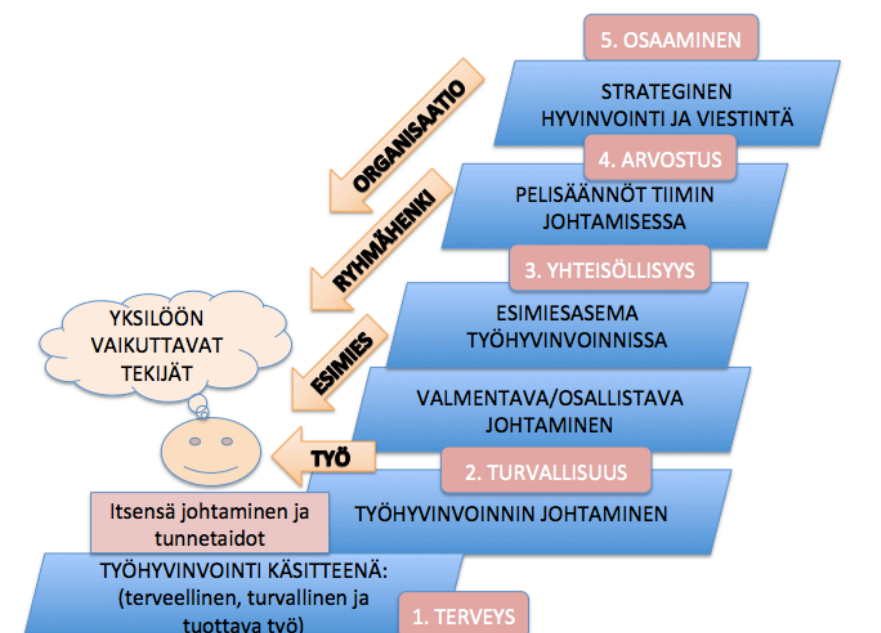 5. OSAAMINEN
STRATEGINEN
HYVINVOINTI JA VIESTINTÄ
ORGANISAATIO
4. ARVOSTUS
PELISÄÄNNÖT TIIMIN
JOHTAMISESSA
RYHMÄHENKI
3. YHTEISÖLLISYYS
ESIMIESASEMA
TYÖHYVINVOINNISSA
YKSILÖÖN
VAIKUTTAVAT
TEKIJÄT
ESIMIES
VALMENTAVA/OSALLISTAVA
JOHTAMINEN
TYÖ
2. TURVALLISUUS
Itsensä johtaminen ja
tunnetaidot
TYÖHYVINVOINNIN JOHTAMINEN
TYÖHYVINVOINTI KÄSITTEENÄ:
(terveellinen, turvallinen ja
tuottava työ)
1. TERVEYS